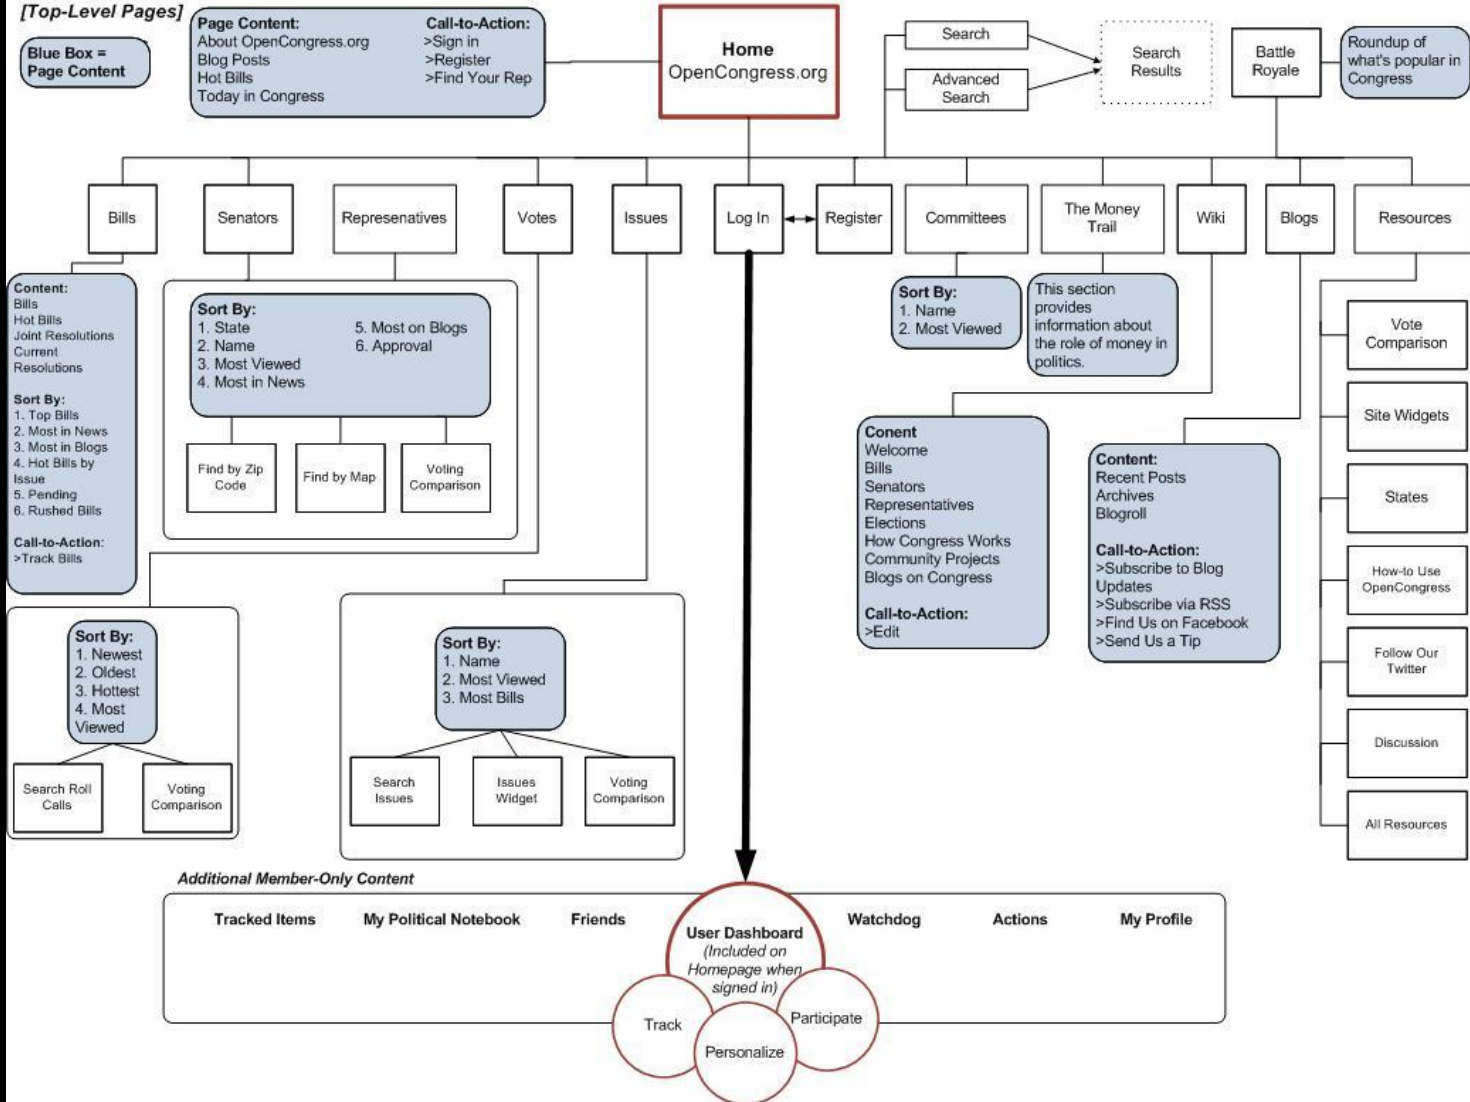 [Top-Level Pages]
Blue Box =
Page Content
Page Content:
About OpenCongress.org
Blog Posts
Hot Bills
Today in Congress
Call-to-Action:
>Sign in
>Register
>Find Your Rep
Home
OpenCongress.org
Search
Advanced
Search
Search
Results
Battle
Royale
Roundup of
what's popular in
Congress
Bills
Senators
Represenatives
Votes
Issues
Log In
Register
Committees
The Money
Trail
Wiki
Blogs
Resources
Content:
Bills
Hot Bills
Joint Resolutions
Current
Resolutions
Sort By:
1. Top Bills
2. Most in News
3. Most in Blogs
4. Hot Bills by
Issue
5. Pending
6. Rushed Bills
Call-to-Action:
>Track Bills
Sort By:
1. State
2. Name
3. Most Viewed
4. Most in News
5. Most on Blogs
6. Approval
Find by Zip
Code
Find by Map
Voting
Comparison
Sort By:
1. Name
2. Most Viewed
This section
provides
information about
the role of money in
politics.
Conent
Welcome
Bills
Senators
Representatives
Elections
How Congress Works
Community Projects
Blogs on Congress
Call-to-Action:
>Edit
Content:
Recent Posts
Archives
Blogroll
Call-to-Action:
>Subscribe to Blog
Updates
>Subscribe via RSS
>Find Us on Facebook
>Send Us a Tip
Vote
Comparison
Site Widgets
States
How-to Use
OpenCongress
Follow Our
Twitter
Discussion
All Resources
Sort By:
1. Newest
2. Oldest
3. Hottest
4. Most
Viewed
Search Roll
Calls
Voting
Comparison
Sort By:
1. Name
2. Most Viewed
3. Most Bills
Search
Issues
Issues
Widget
Voting
Comparison
Additional Member-Only Content
Tracked Items
My Political Notebook
Friends
User Dashboard
(Included on
Homepage when
signed in)
Watchdog
Actions
My Profile
Track
Personalize
Participate